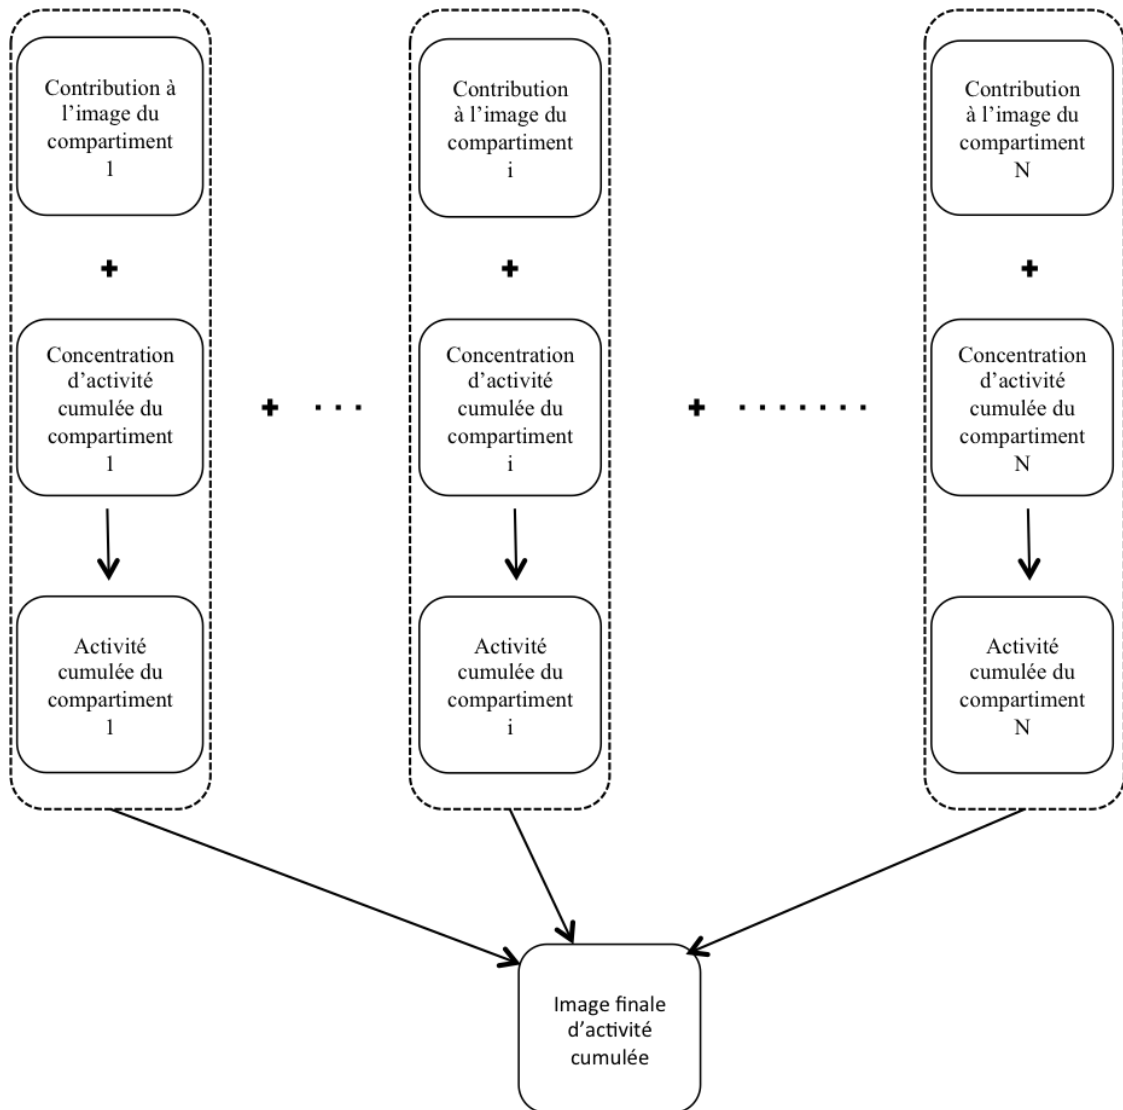 Contribution à
l'image du
compartiment
1
Contribution
à l'image du
compartiment
i
Contribution
à l'image du
compartiment
N
+
+
+
Concentration
d'activité
cumulée du
compartiment
1
+ . . .
Concentration
d'activité
cumulée du
compartiment
i
+ . . . . . . .
Concentration
d'activité
cumulée du
compartiment
N
Activité
cumulée du
compartiment
1
Activité
cumulée du
compartiment
i
Activité
cumulée du
compartiment
N
Image finale
d'activité
cumulée